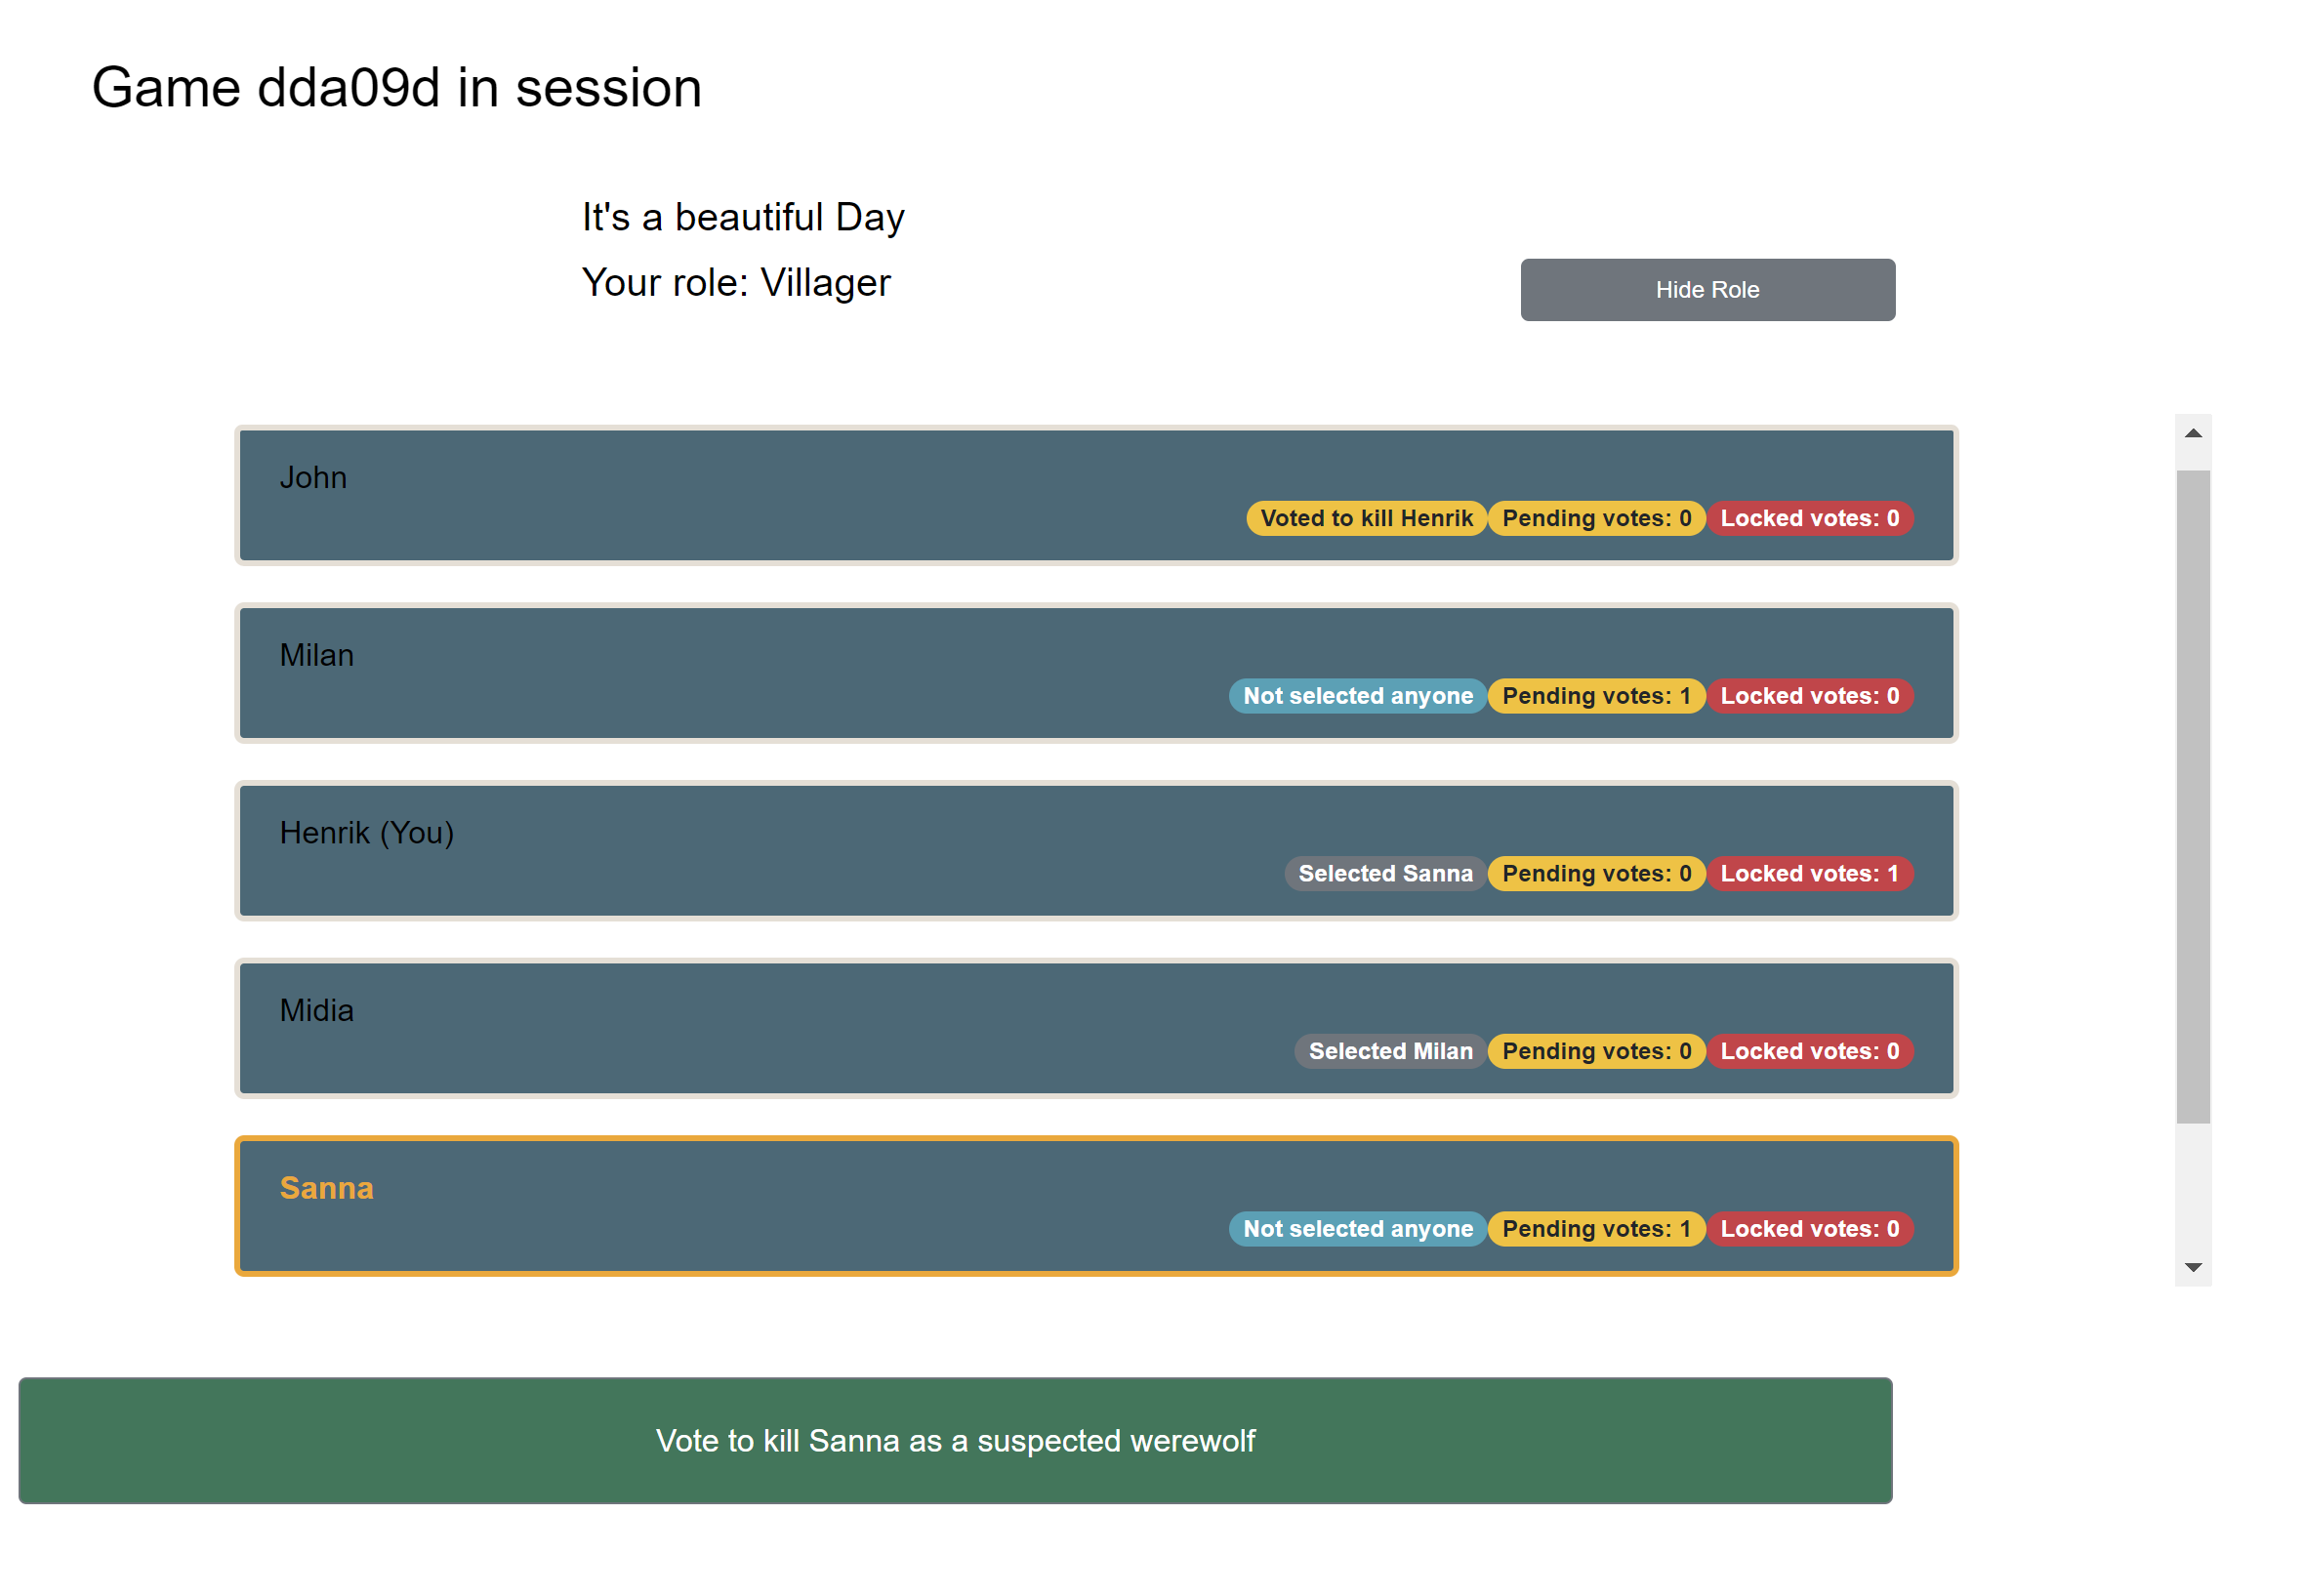 Game dda09d in session
It's a beautiful Day
Your role: Villager
Hide Role
John
Voted to kill Henrik Pending votes: 0 Locked votes: 0
Milan
Not selected anyone Pending votes: 1 Locked votes: 0
Henrik (You)
Selected Sanna Pending votes: 0 Locked votes: 1
Midia
Selected Milan Pending votes: 0 Locked votes: 0
Sanna
Not selected anyone Pending votes: 1 Locked votes: 0
Vote to kill Sanna as a suspected werewolf